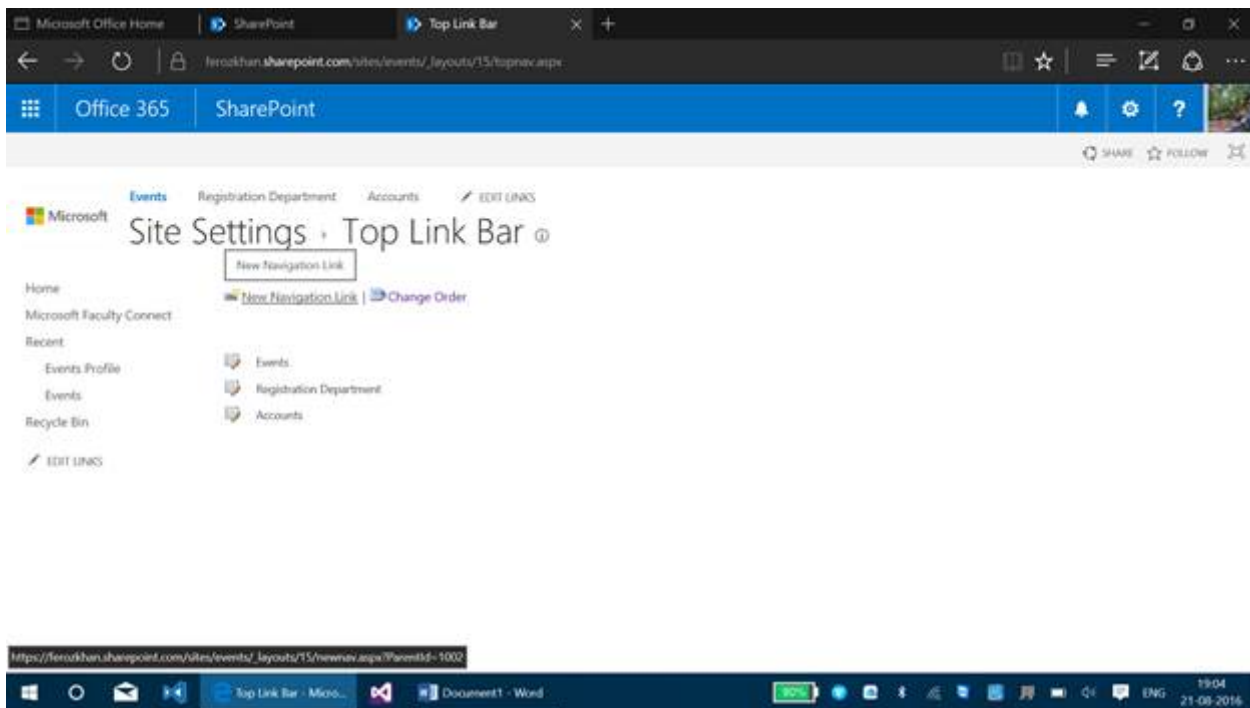 Microsoft Office Home
SharePoint
Top Link Bar
ferozkhan.sharepoint.com/sites/events/_layouts/15/topnav.aspx
Office 365
SharePoint
SHARE
FOLLOW
Microsoft
Events
Registration Department
Accounts
EDIT LINKS
Site Settings › Top Link Bar
New Navigation Link
New Navigation Link | Change Order
Home
Microsoft Faculty Connect
Recent
Events Profile
Events
Recycle Bin
EDIT LINKS
Events
Registration Department
Accounts
https://ferozkhan.sharepoint.com/sites/events/_layouts/15/newnav.aspx?ParentId=1002
Top Link Bar - Micro...
Document1 - Word
90%
ENG
19:04
21-08-2016